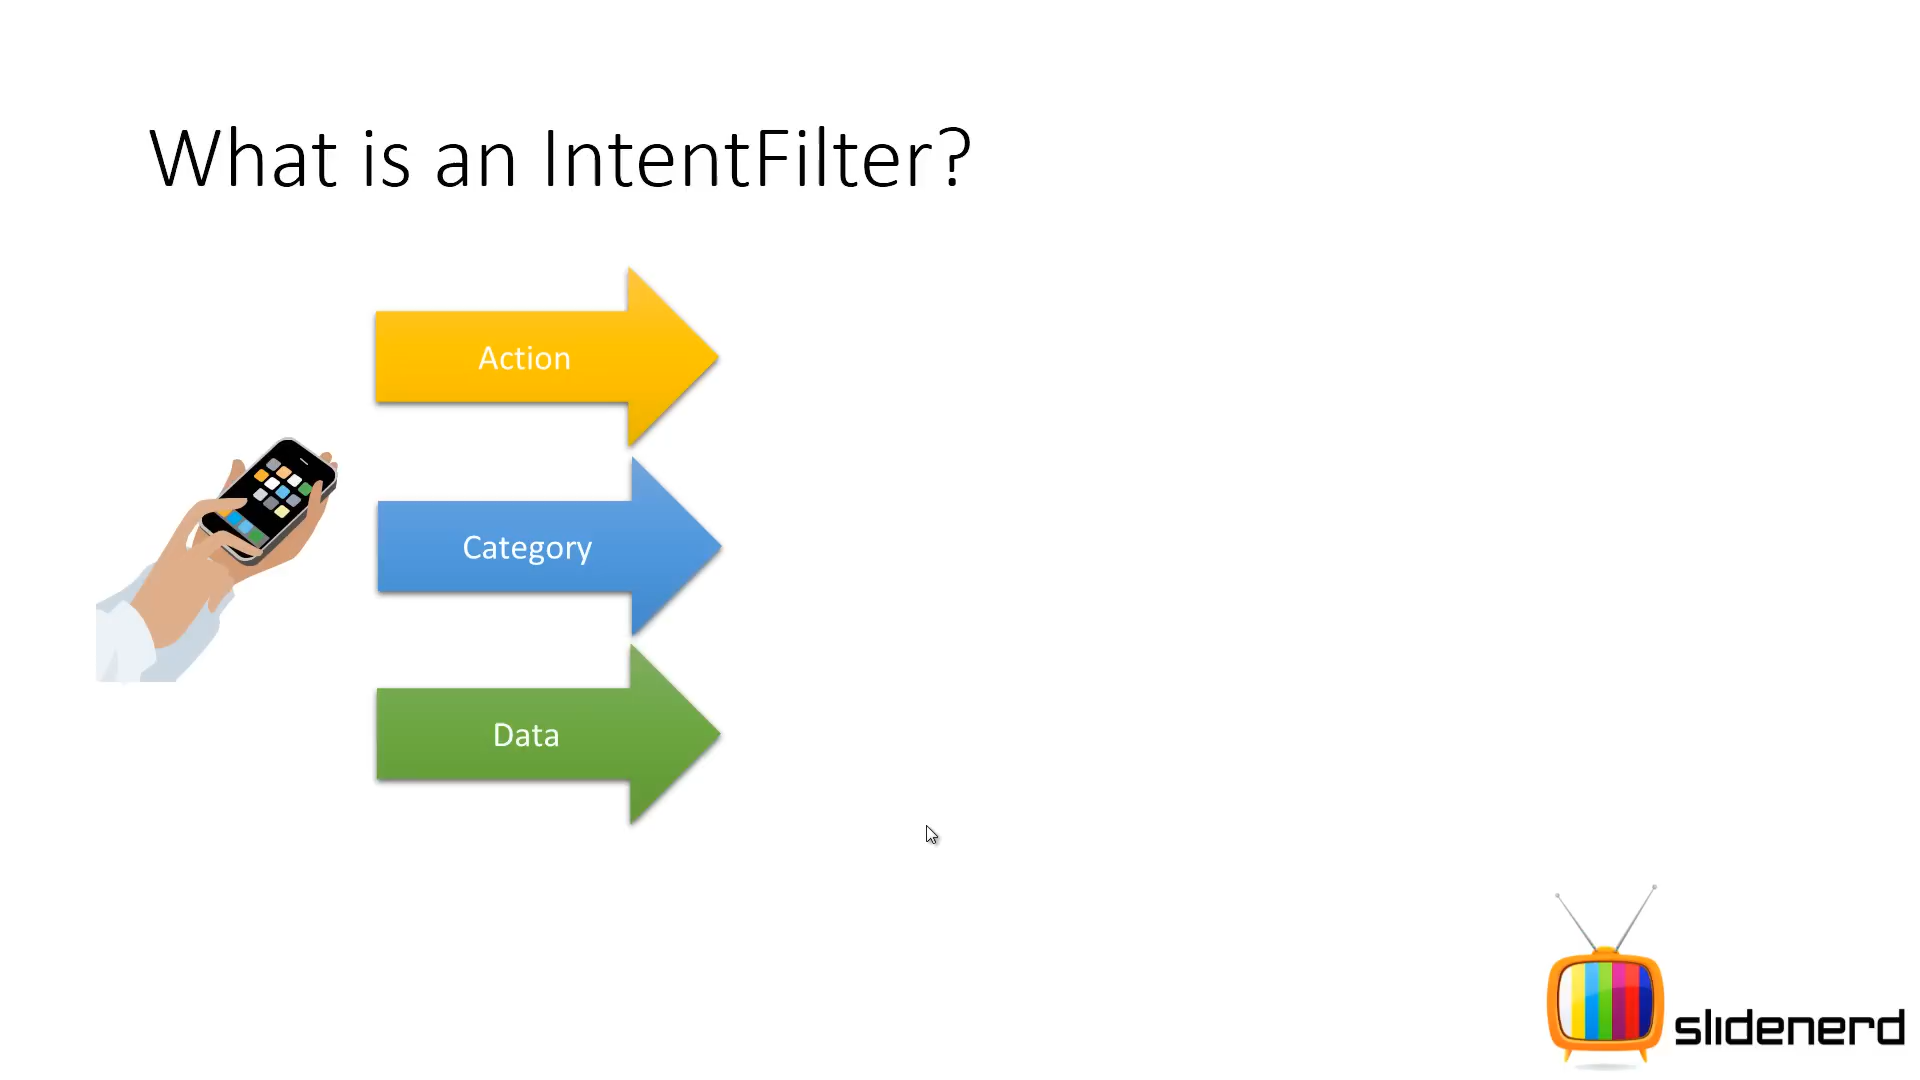 What is an IntentFilter?
Action
Category
Data
slidenerd